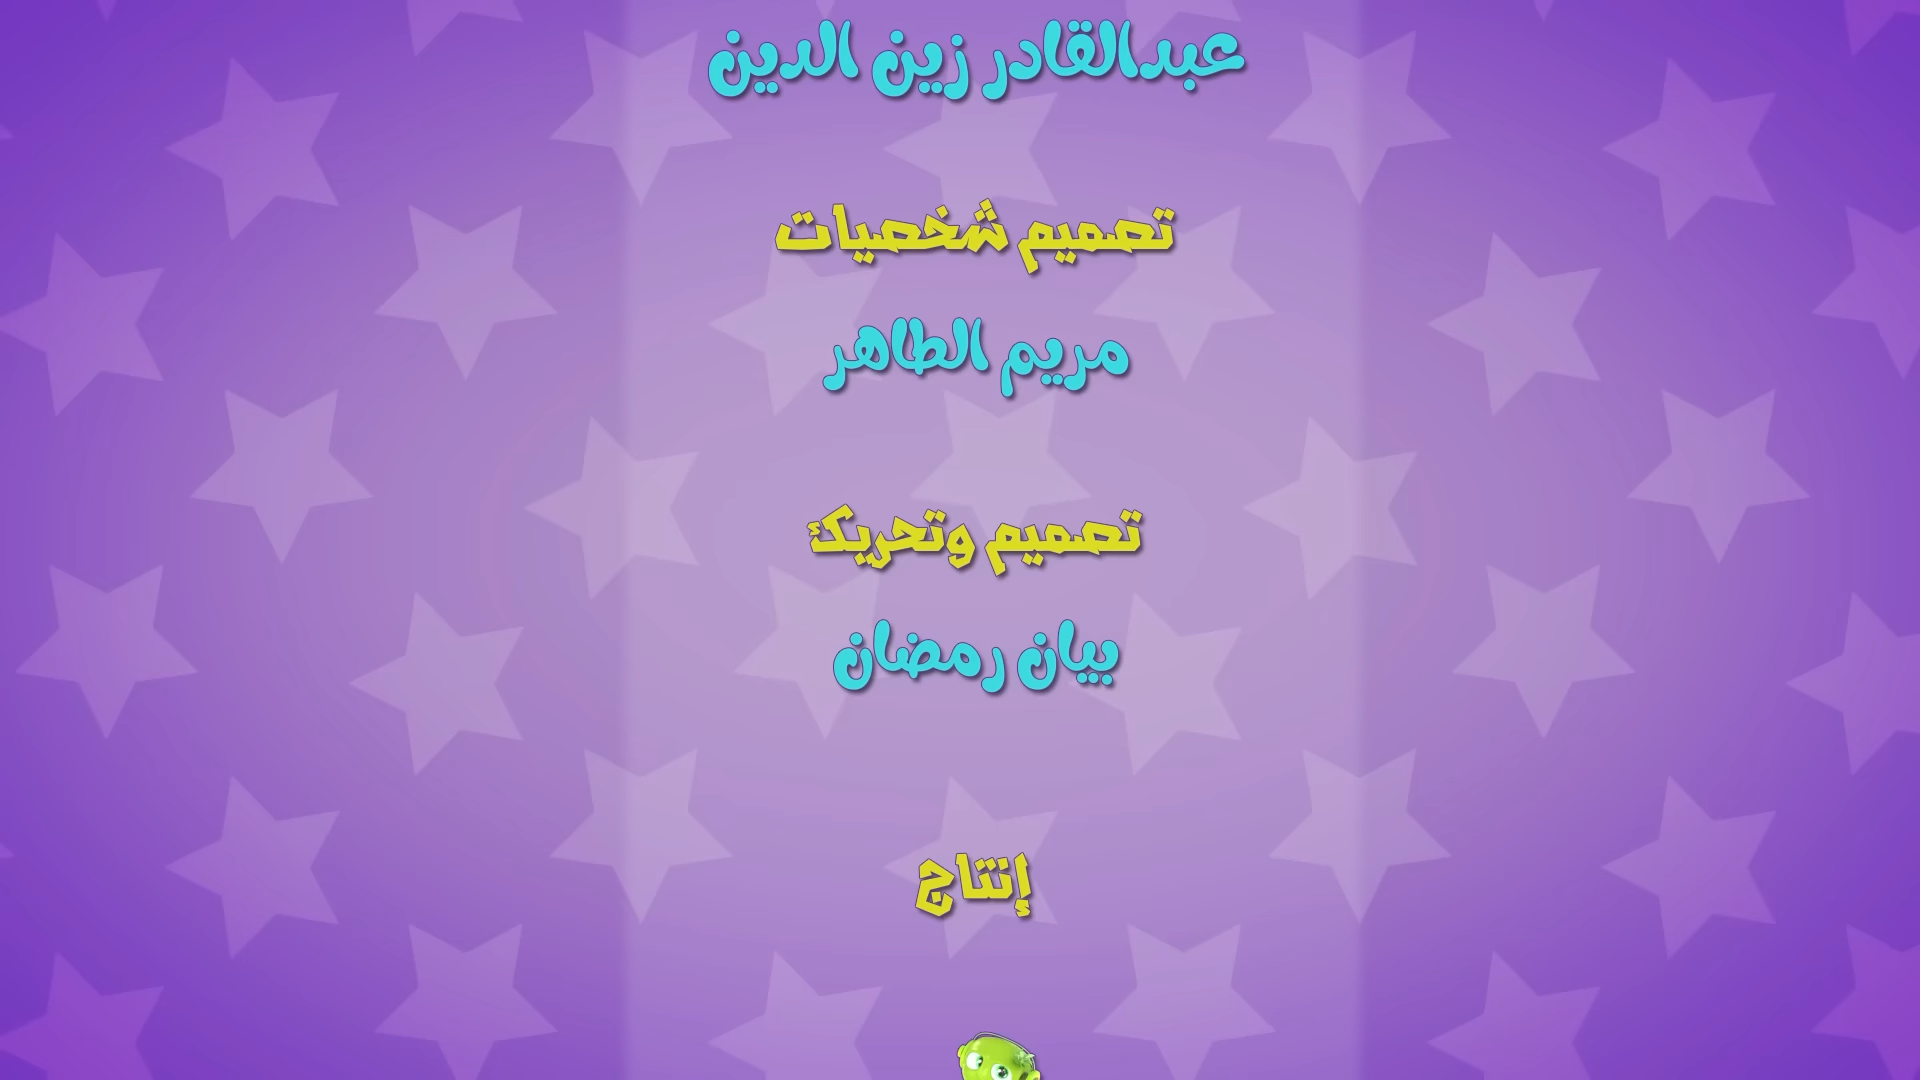 عبدالقادر زين الدين
تصميم شخصيات
مريم الطاهر
تصميم وتحريك
بيان رمضان
إنتاج